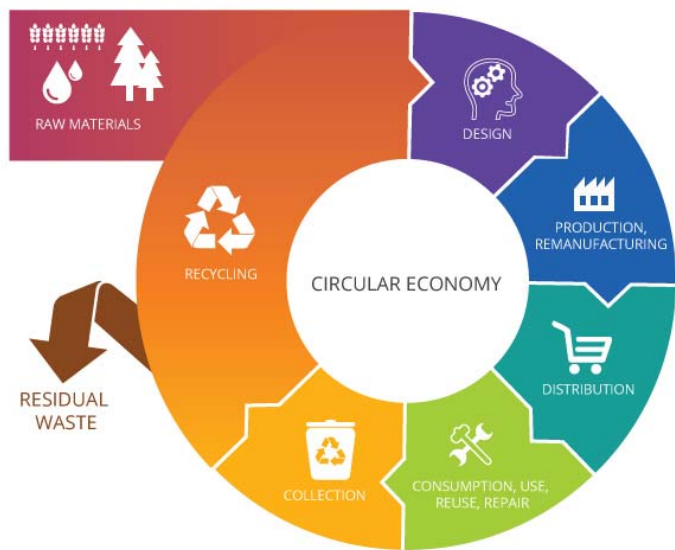 RAW MATERIALS
DESIGN
PRODUCTION,
REMANUFACTURING
RECYCLING
CIRCULAR ECONOMY
DISTRIBUTION
RESIDUAL
WASTE
COLLECTION
CONSUMPTION, USE,
REUSE, REPAIR